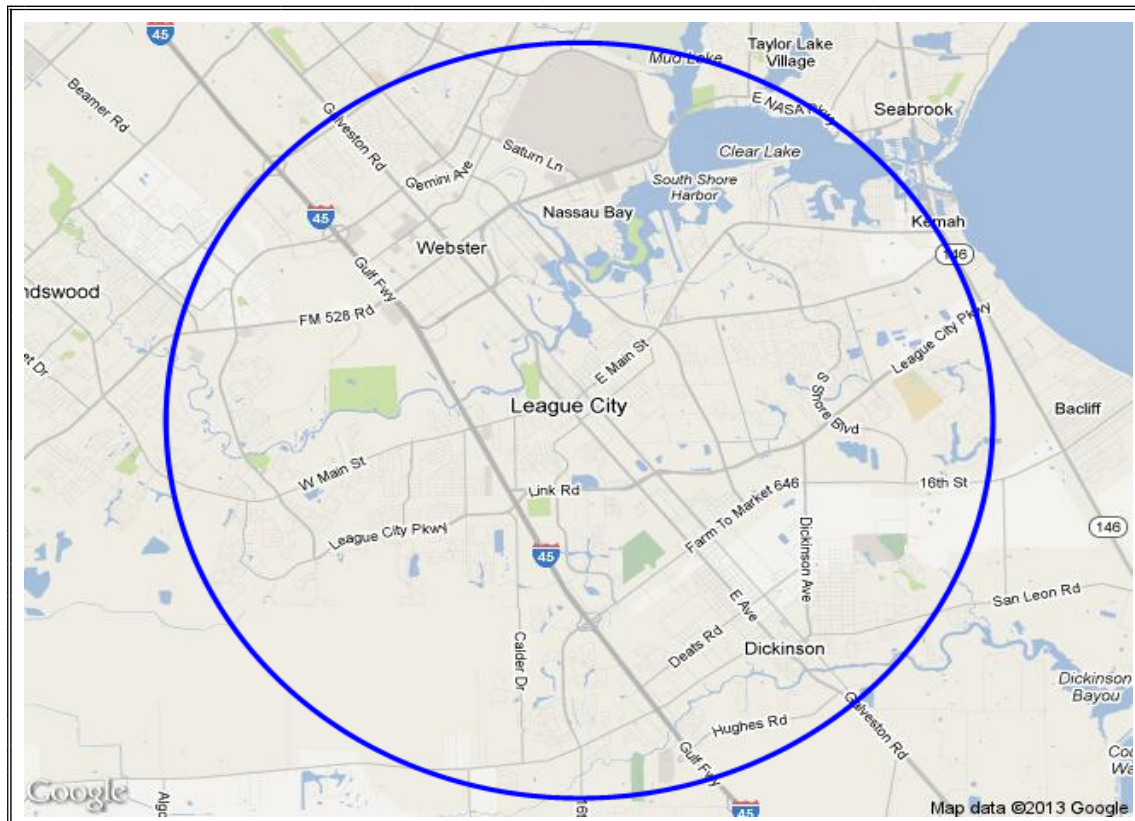 45
Mud Lake
Taylor Lake
Village
Beamer Rd
Galveston Rd
E NASA Pkwy
Seabrook
Saturn Ln
Clear Lake
Gemini Ave
South Shore
Harbor
45
Nassau Bay
Kemah
Webster
146
Gulf Fwy
ndswood
FM 528 Rd
League City Pkwy
et Dr
E Main St
S Shore Blvd
League City
Bacliff
W Main St
Link Rd
Farm To Market 646
16th St
League City Pkwy
146
45
Dickinson Ave
San Leon Rd
E Ave
Deats Rd
Calder Dr
Dickinson
Dickinson
Bayou
Galveston Rd
Hughes Rd
Gulf Fwy
Google
45
Map data ©2013 Google